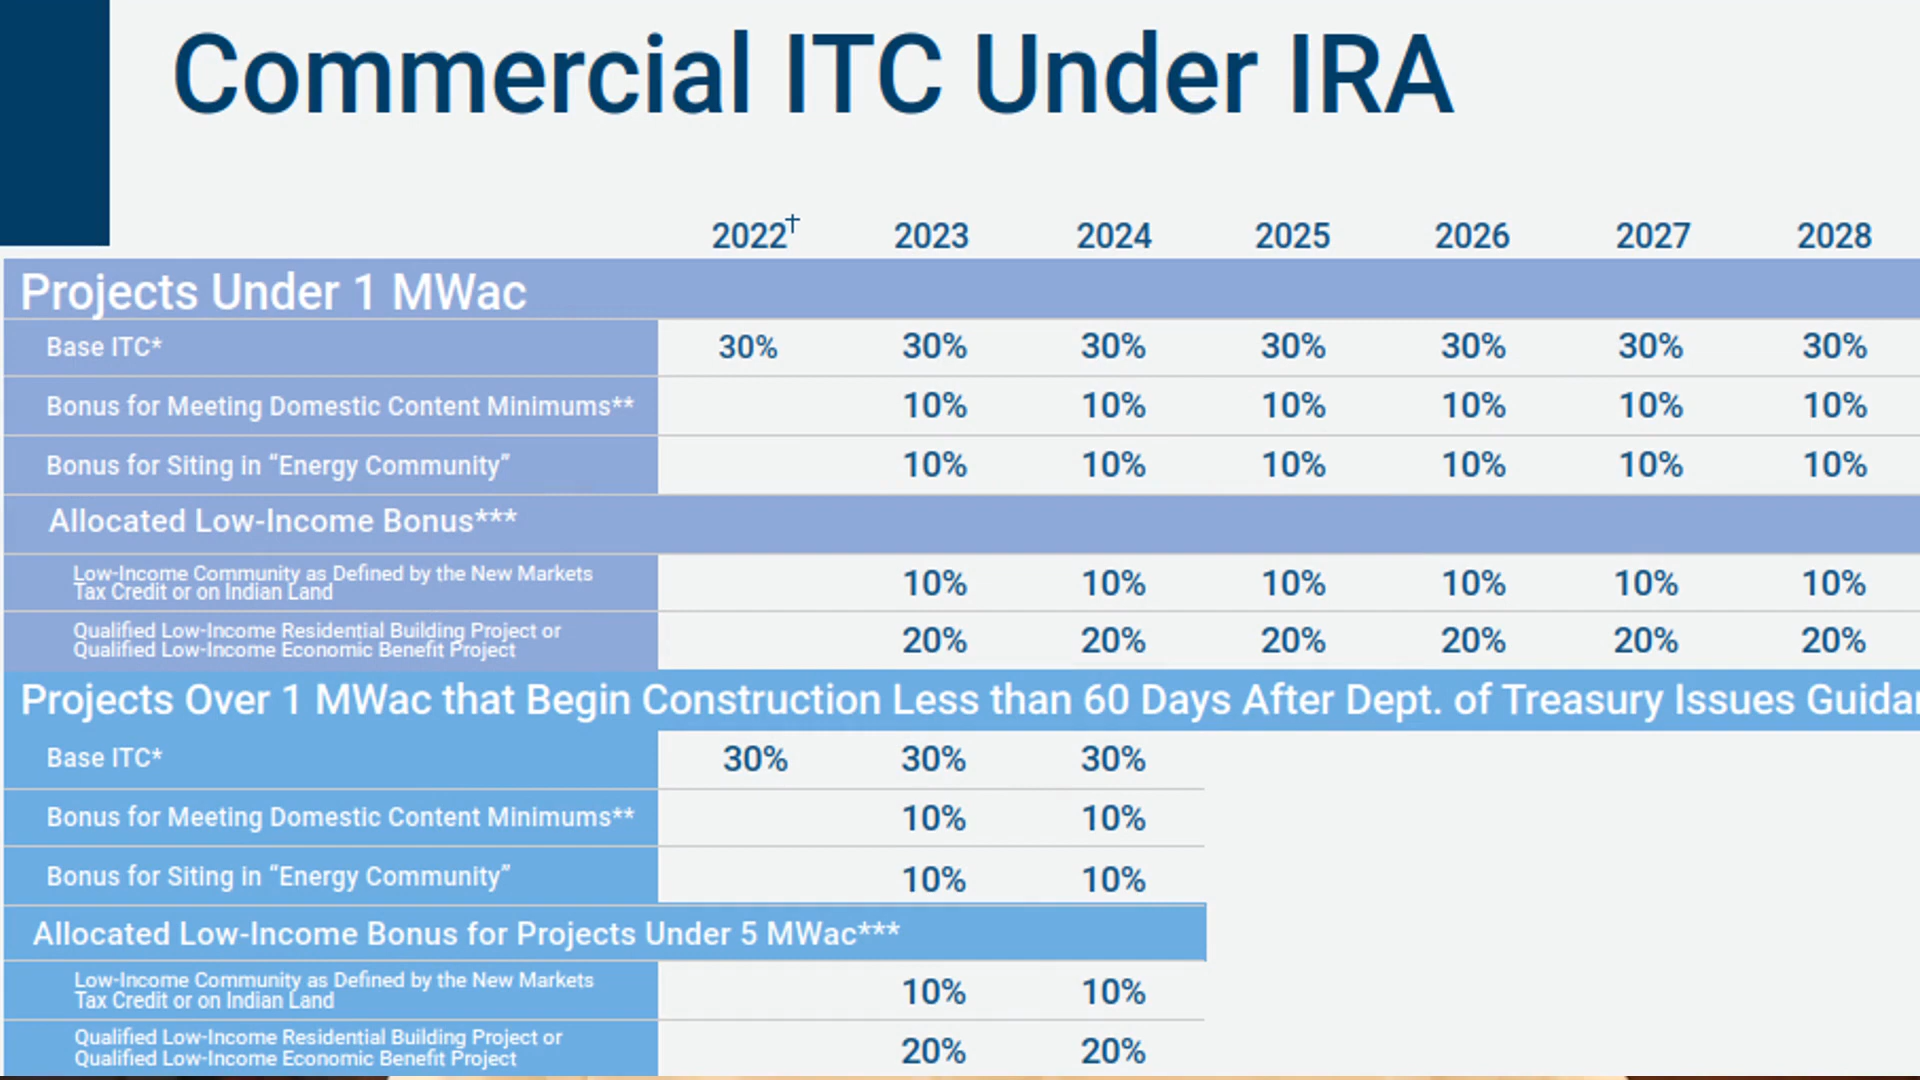 Commercial ITC Under IRA
2022† 2023 2024 2025 2026 2027 2028
Projects Under 1 MWac
Base ITC* 30% 30% 30% 30% 30% 30% 30%
Bonus for Meeting Domestic Content Minimums** 10% 10% 10% 10% 10% 10%
Bonus for Siting in “Energy Community” 10% 10% 10% 10% 10% 10%
Allocated Low-Income Bonus***
Low-Income Community as Defined by the New Markets
Tax Credit or on Indian Land 10% 10% 10% 10% 10% 10%
Qualified Low-Income Residential Building Project or
Qualified Low-Income Economic Benefit Project 20% 20% 20% 20% 20% 20%
Projects Over 1 MWac that Begin Construction Less than 60 Days After Dept. of Treasury Issues
Base ITC* 30% 30% 30%
Bonus for Meeting Domestic Content Minimums** 10% 10%
Bonus for Siting in “Energy Community” 10% 10%
Allocated Low-Income Bonus for Projects Under 5 MWac***
Low-Income Community as Defined by the New Markets
Tax Credit or on Indian Land 10% 10%
Qualified Low-Income Residential Building Project or
Qualified Low-Income Economic Benefit Project 20% 20%